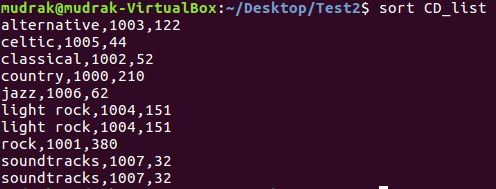 mudrak@mudrak-VirtualBox:~/Desktop/Test2$ sort CD_list
alternative,1003,122
celtic,1005,44
classical,1002,52
country,1000,210
jazz,1006,62
light rock,1004,151
light rock,1004,151
rock,1001,380
soundtracks,1007,32
soundtracks,1007,32